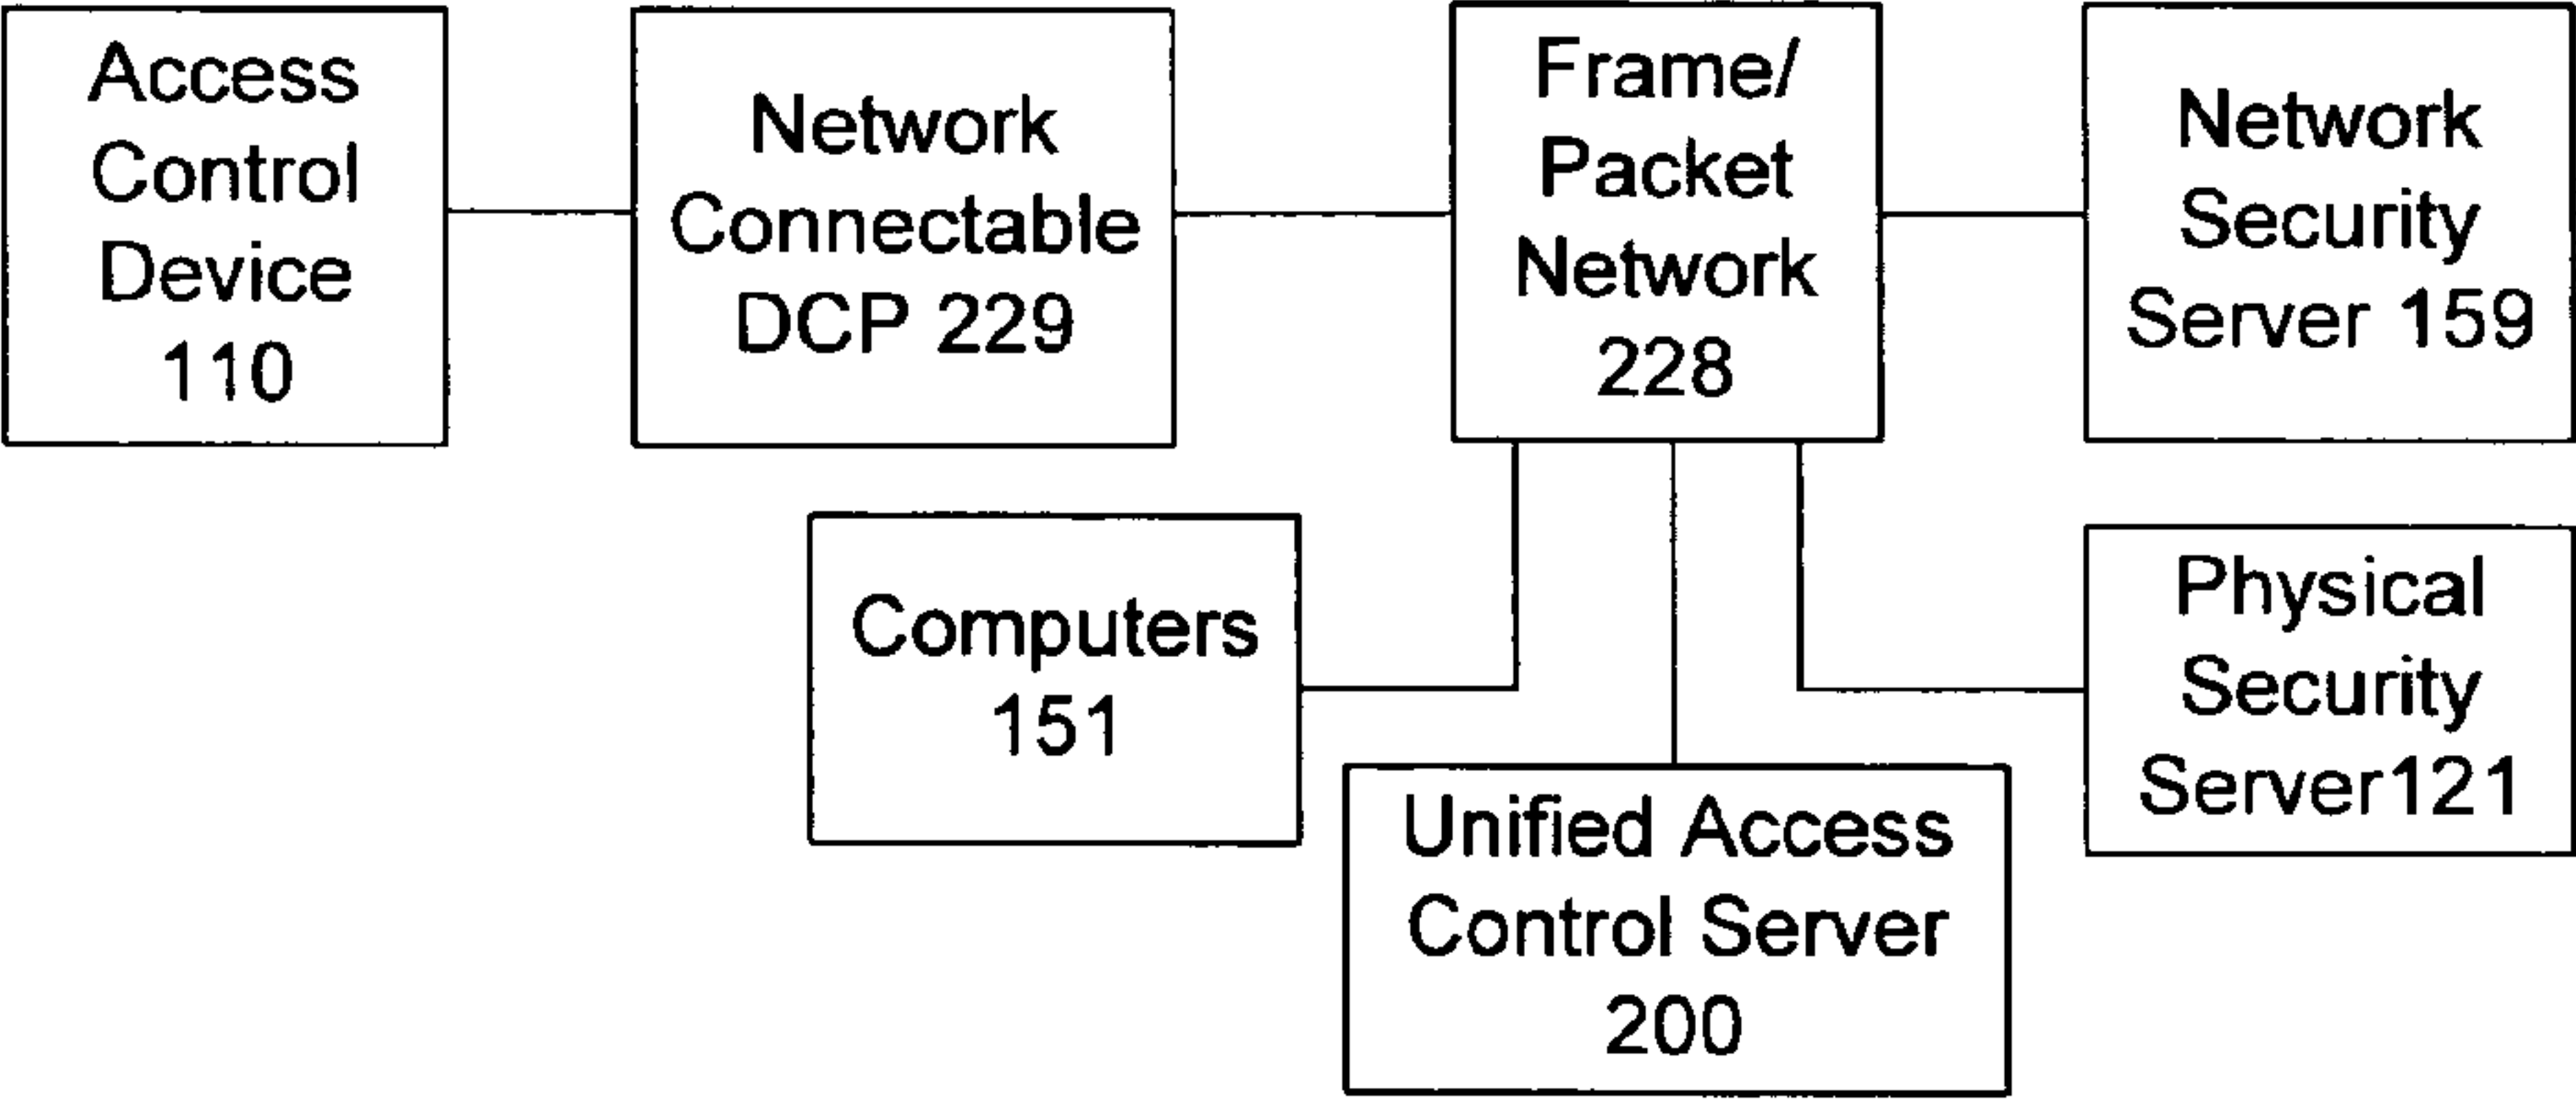 Access
Control
Device
110
Network
Connectable
DCP 229
Frame/
Packet
Network
228
Network
Security
Server 159
Computers
151
Unified Access
Control Server
200
Physical
Security
Server121